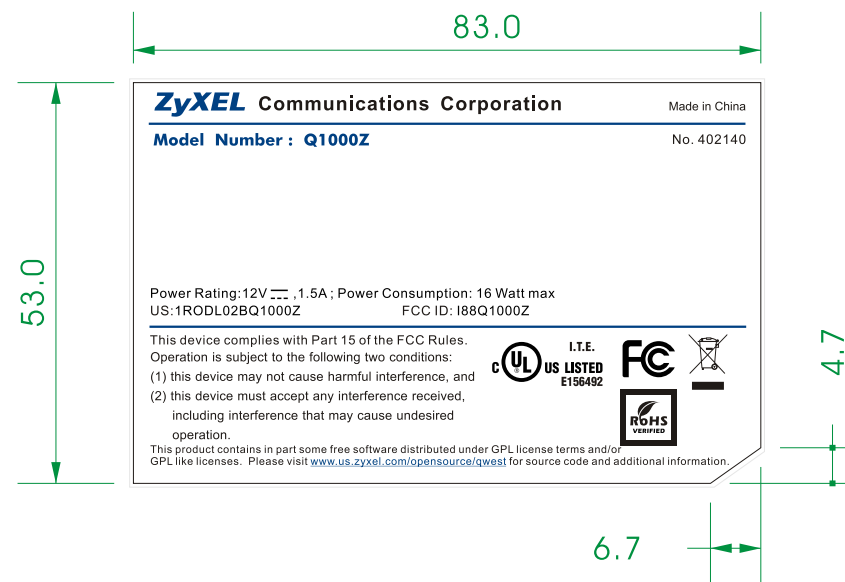 83.0
ZyXEL Communications Corporation
Made in China
Model Number : Q1000Z
No. 402140
53.0
Power Rating:12V ⎓ ,1.5A ; Power Consumption: 16 Watt max
US:1RODL02BQ1000Z FCC ID: I88Q1000Z
This device complies with Part 15 of the FCC Rules.
Operation is subject to the following two conditions:
(1) this device may not cause harmful interference, and
(2) this device must accept any interference received,
including interference that may cause undesired
operation.
I.T.E.
C UL ® US LISTED
E156492
FC
RoHS
VERIFIED
4.7
This product contains in part some free software distributed under GPL license terms and/or
GPL like licenses. Please visit www.us.zyxel.com/opensource/qwest for source code and additional information.
6.7